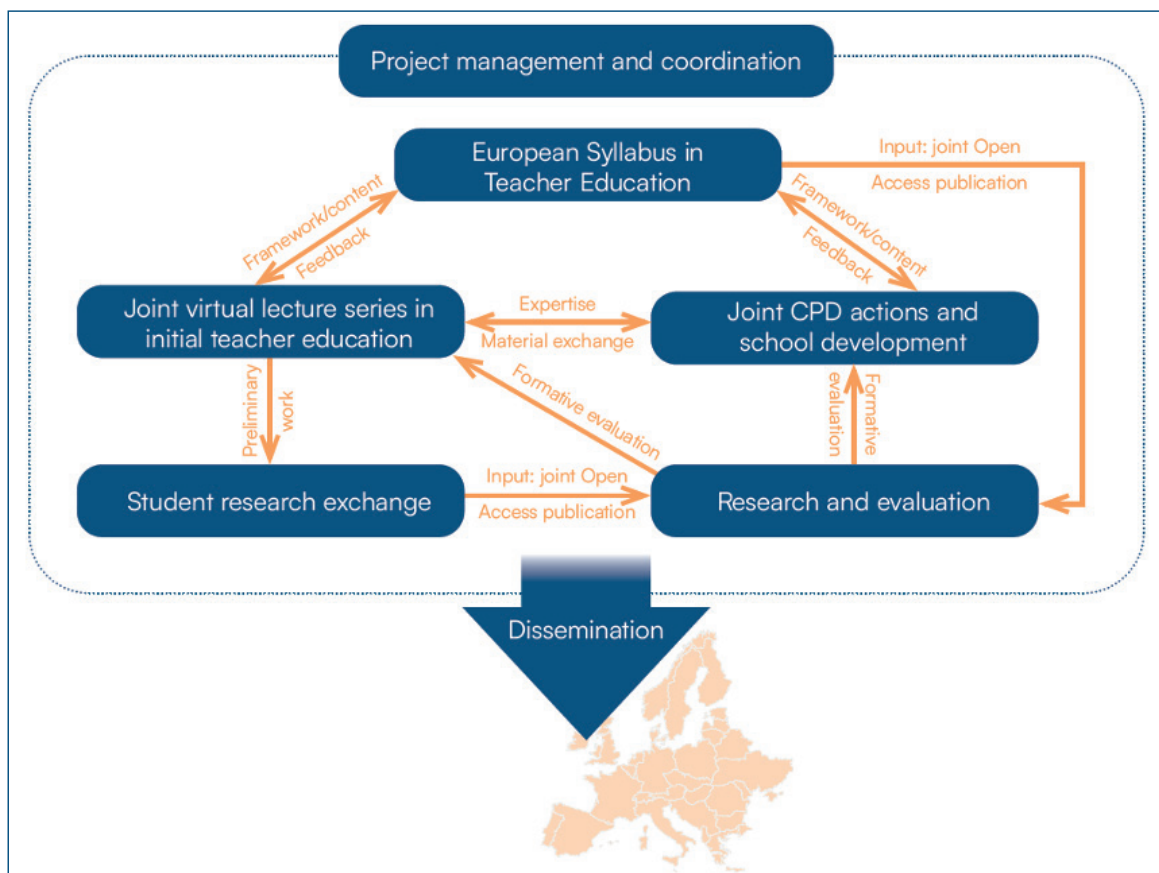 Project management and coordination
European Syllabus in
Teacher Education
Input: joint Open
Access publication
Framework/content
Feedback
Framework/content
Feedback
Joint virtual lecture series in
initial teacher education
Expertise
Material exchange
Joint CPD actions and
school development
Preliminary
work
Formative evaluation
Formative
evaluation
Student research exchange
Input: joint Open
Access publication
Research and evaluation
Dissemination